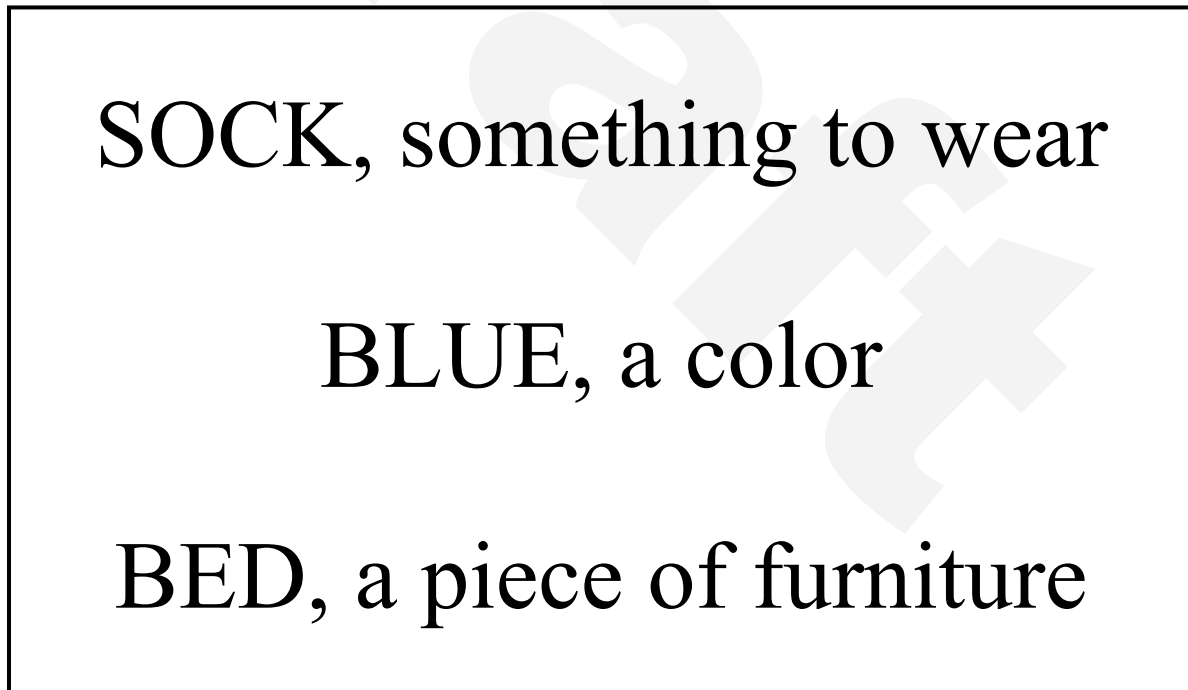 SOCK, something to wear
BLUE, a color
BED, a piece of furniture